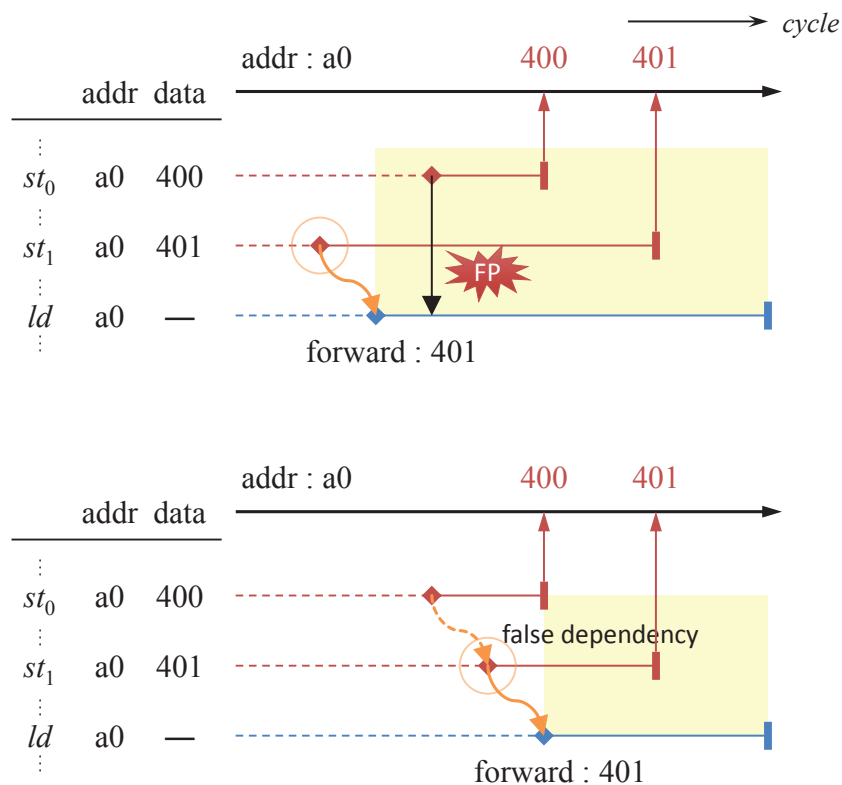 cycle
addr : a0 400 401
addr data
st0 a0 400
st1 a0 401
FP
ld a0 —
forward : 401
addr : a0 400 401
addr data
st0 a0 400
false dependency
st1 a0 401
ld a0 —
forward : 401